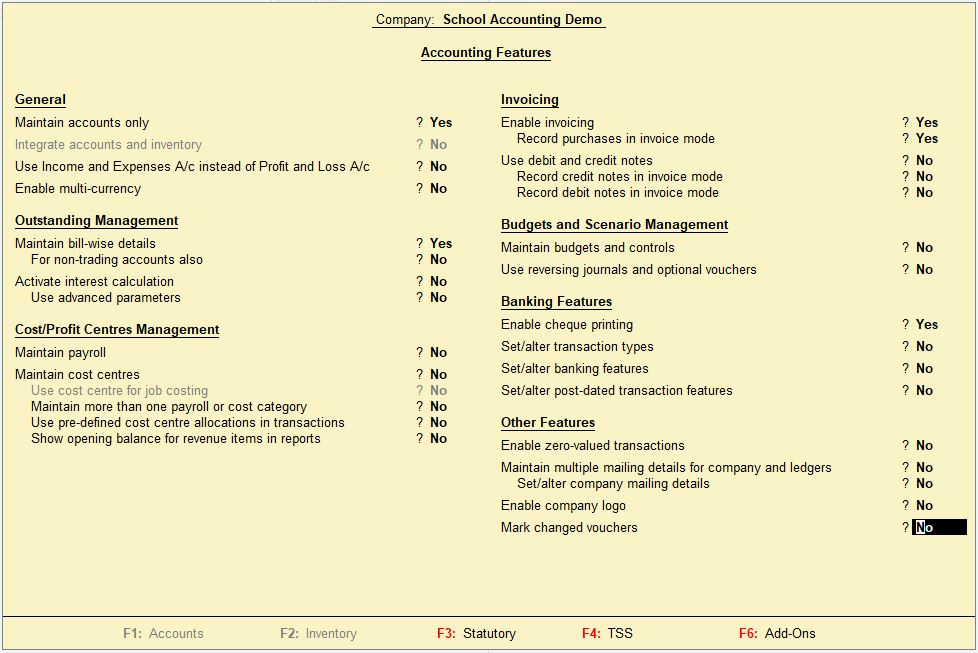 Company: School Accounting Demo
Accounting Features
General
Maintain accounts only ? Yes
Integrate accounts and inventory ? No
Use Income and Expenses A/c instead of Profit and Loss A/c ? No
Enable multi-currency ? No
Outstanding Management
Maintain bill-wise details ? Yes
For non-trading accounts also ? No
Activate interest calculation ? No
Use advanced parameters ? No
Cost/Profit Centres Management
Maintain payroll ? No
Maintain cost centres ? No
Use cost centre for job costing ? No
Maintain more than one payroll or cost category ? No
Use pre-defined cost centre allocations in transactions ? No
Show opening balance for revenue items in reports ? No
Invoicing
Enable invoicing ? Yes
Record purchases in invoice mode ? Yes
Use debit and credit notes ? No
Record credit notes in invoice mode ? No
Record debit notes in invoice mode ? No
Budgets and Scenario Management
Maintain budgets and controls ? No
Use reversing journals and optional vouchers ? No
Banking Features
Enable cheque printing ? Yes
Set/alter transaction types ? No
Set/alter banking features ? No
Set/alter post-dated transaction features ? No
Other Features
Enable zero-valued transactions ? No
Maintain multiple mailing details for company and ledgers ? No
Set/alter company mailing details ? No
Enable company logo ? No
Mark changed vouchers ? No
F1: Accounts F2: Inventory F3: Statutory F4: TSS F6: Add-Ons